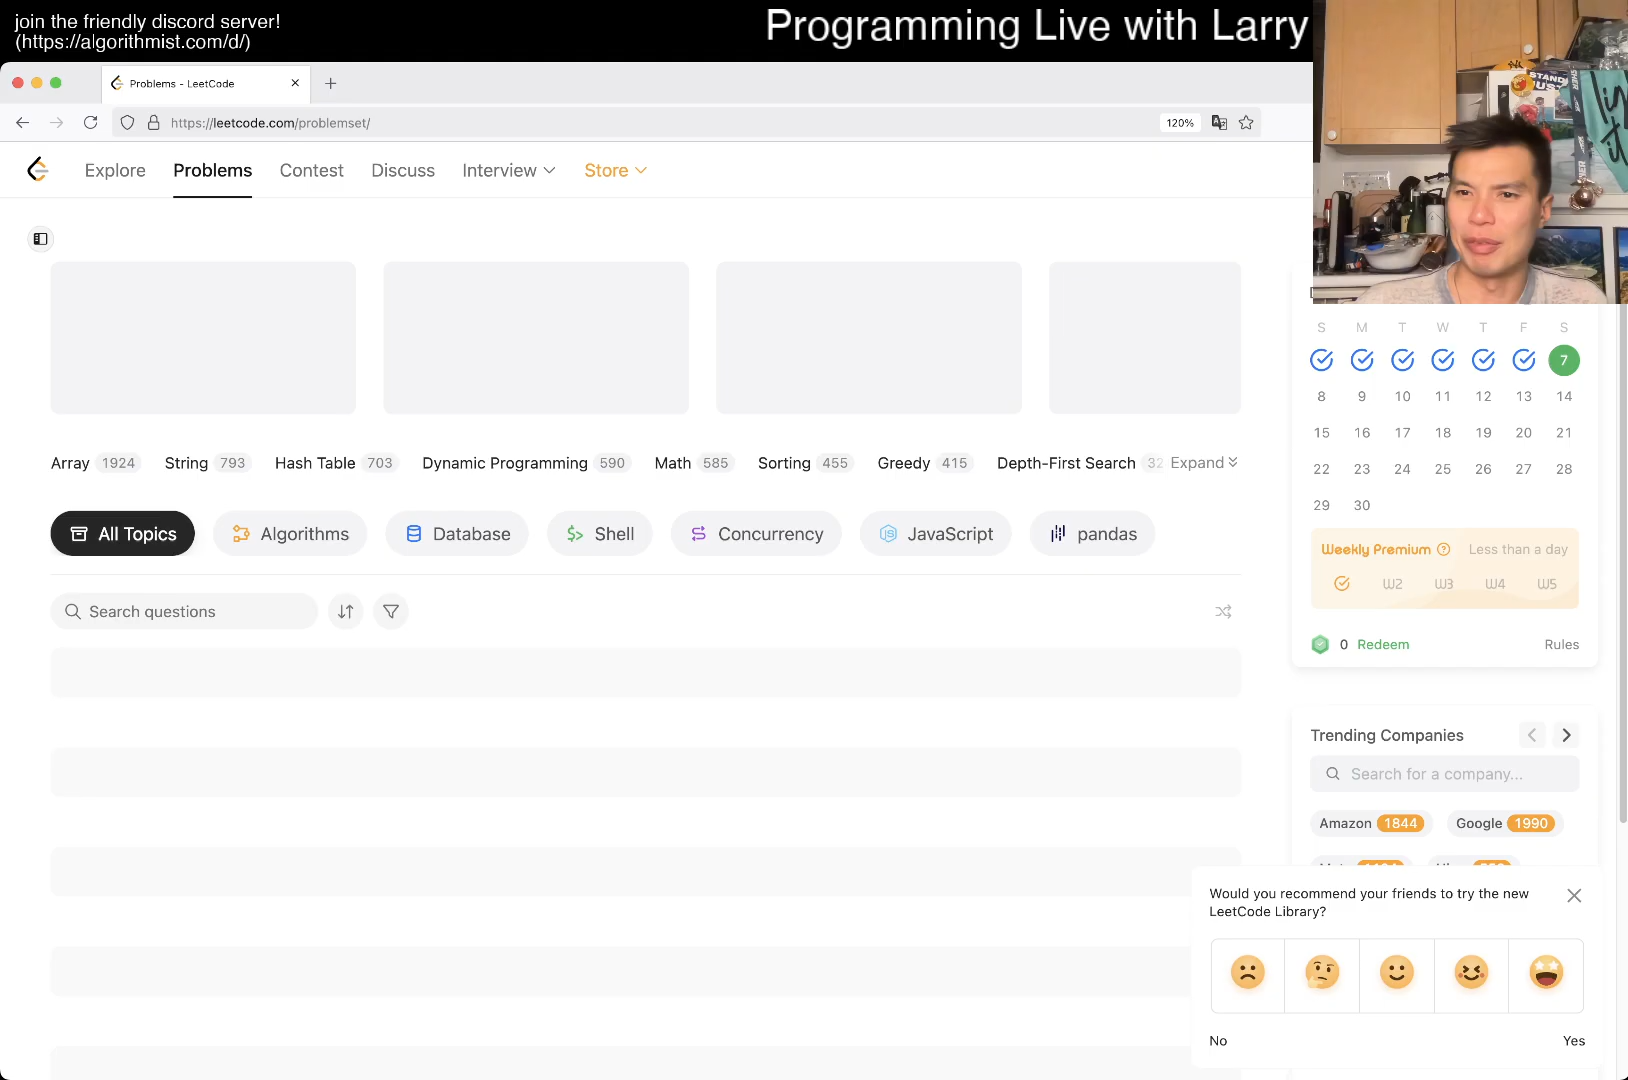 join the friendly discord server!
(https://algorithmist.com/d/)
Programming Live with Larry
Problems - LeetCode
https://leetcode.com/problemset/
120%
Explore
Problems
Contest
Discuss
Interview
Store
S M T W T F S
7
8 9 10 11 12 13 14
15 16 17 18 19 20 21
22 23 24 25 26 27 28
29 30
Array 1924 String 793 Hash Table 703 Dynamic Programming 590 Math 585 Sorting 455 Greedy 415 Depth-First Search 32 Expand
All Topics
Algorithms
Database
Shell
Concurrency
JavaScript
pandas
Search questions
Weekly Premium Less than a day
W2 W3 W4 W5
0 Redeem Rules
Trending Companies
Search for a company...
Amazon 1844 Google 1990
Would you recommend your friends to try the new
LeetCode Library?
No
Yes